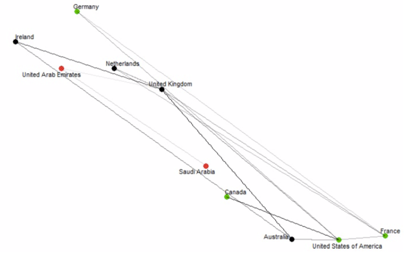 Germany
Ireland
Netherlands
United Arab Emirates
United Kingdom
Saudi Arabia
Canada
France
Australia
United States of America